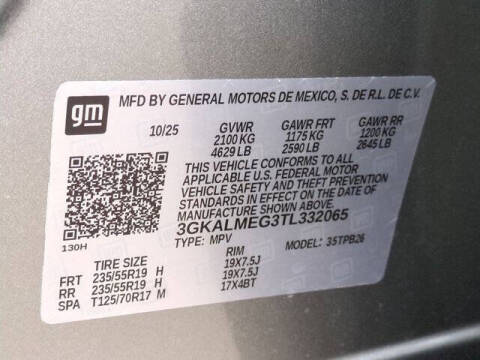 gm
MFD BY GENERAL MOTORS DE MEXICO, S. DE R.L. DE C.V.
10/25 GVWR GAWR FRT GAWR RR
2100 KG 1175 KG 1200 KG
4629 LB 2590 LB 2645 LB
THIS VEHICLE CONFORMS TO ALL
APPLICABLE U.S. FEDERAL MOTOR
VEHICLE SAFETY AND THEFT PREVENTION
STANDARDS IN EFFECT ON THE DATE OF
MANUFACTURE SHOWN ABOVE.
3GKALMEG3TL332065
130H
TYPE: MPV MODEL: 35TPB26
TIRE SIZE RIM
FRT 235/55R19 H 19X7.5J
RR 235/55R19 H 19X7.5J
SPA T125/70R17 M 17X4BT